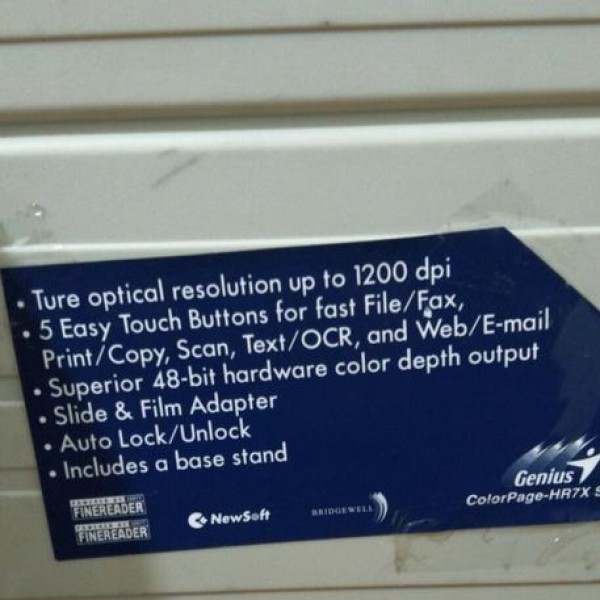 • Ture optical resolution up to 1200 dpi
• 5 Easy Touch Buttons for fast File/Fax,
Print/Copy, Scan, Text/OCR, and Web/E-mail
• Superior 48-bit hardware color depth output
• Slide & Film Adapter
• Auto Lock/Unlock
• Includes a base stand
Genius
ColorPage-HR7X S
FINEREADER
NewSoft
BRIDGEWELL
FINEREADER